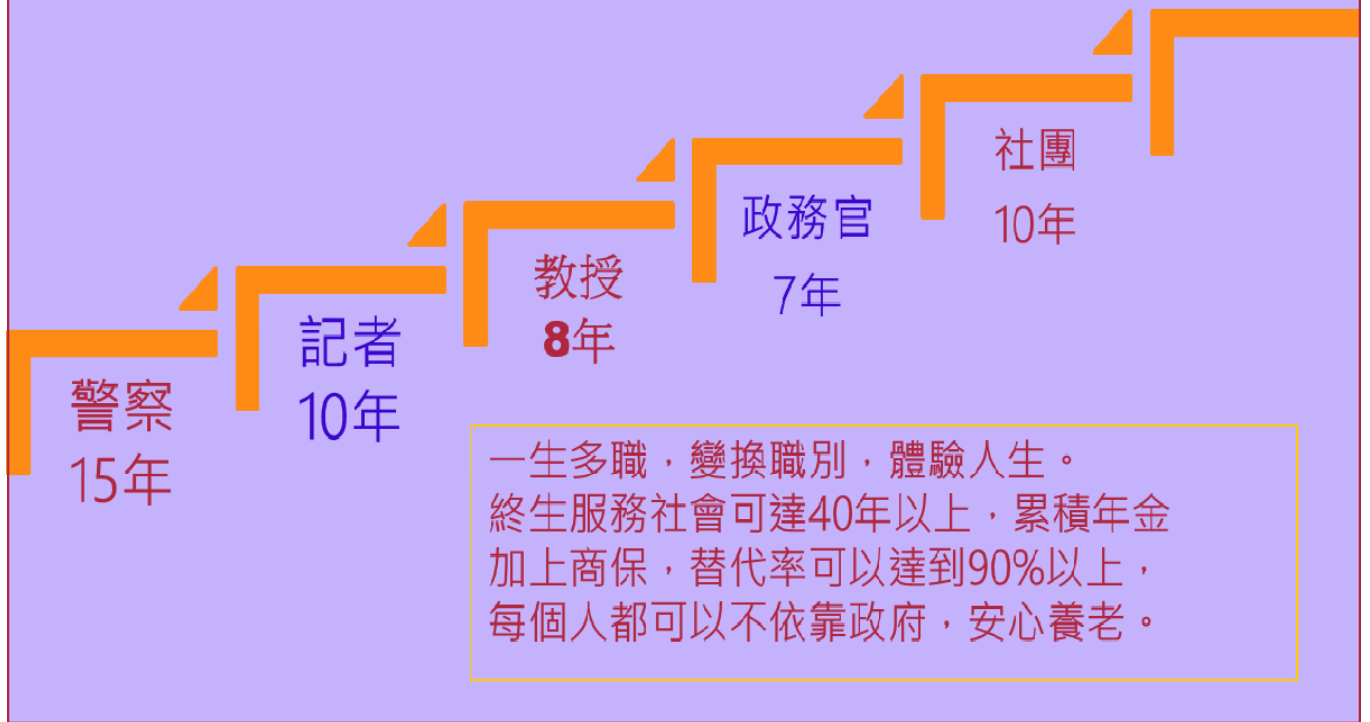 警察
15年
記者
10年
教授
8年
政務官
7年
社團
10年
一生多職，變換職別，體驗人生。
終生服務社會可達40年以上，累積年金
加上商保，替代率可以達到90%以上，
每個人都可以不依靠政府，安心養老。